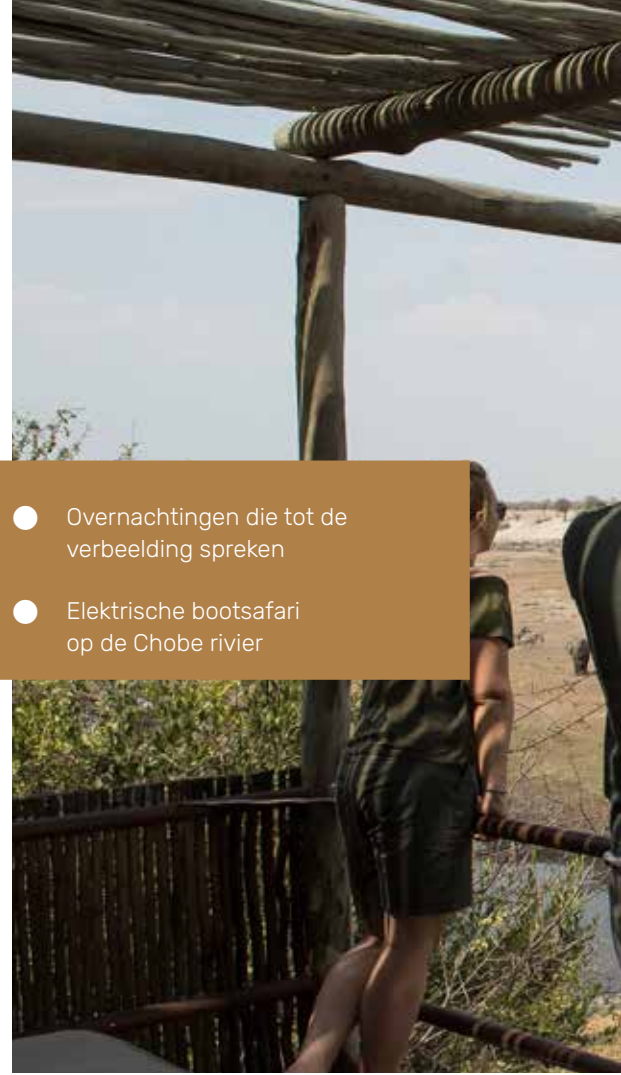 Overnachtingen die tot de
verbeelding spreken
Elektrische bootsafari
op de Chobe rivier